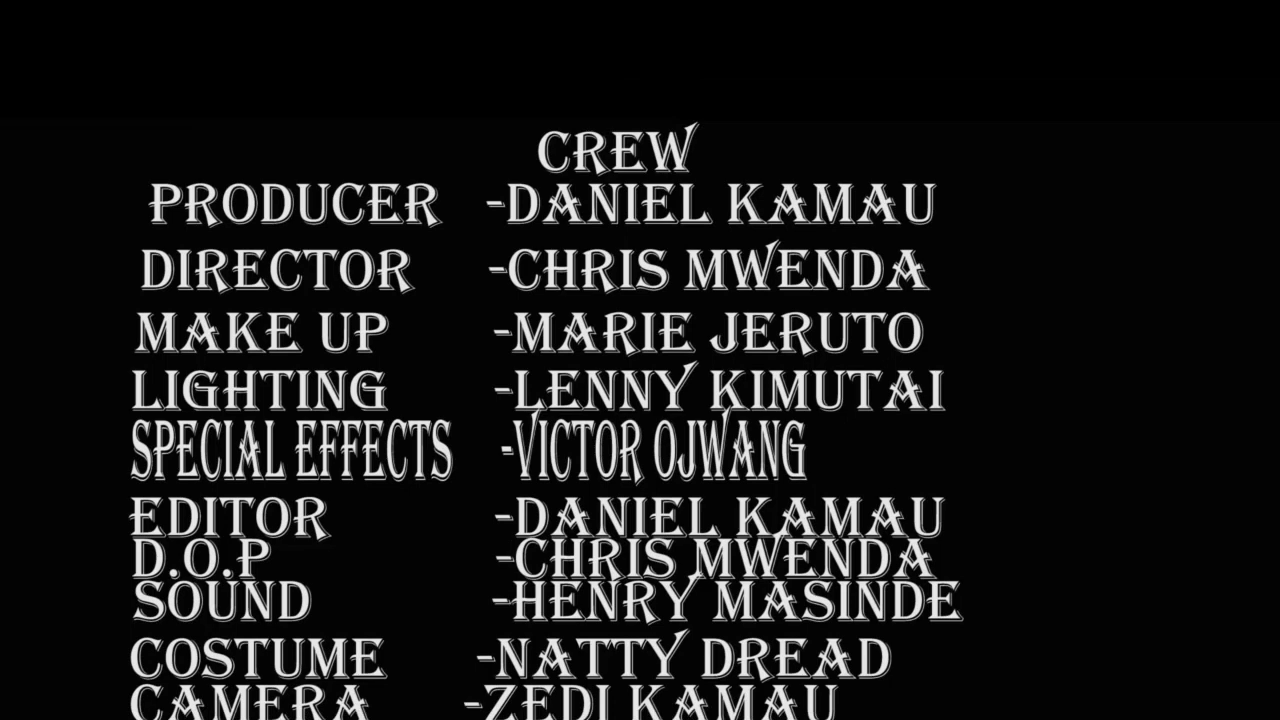 CREW
PRODUCER -DANIEL KAMAU
DIRECTOR -CHRIS MWENDA
MAKE UP -MARIE JERUTO
LIGHTING -LENNY KIMUTAI
SPECIAL EFFECTS -VICTOR OJWANG
EDITOR -DANIEL KAMAU
D.O.P -CHRIS MWENDA
SOUND -HENRY MASINDE
COSTUME -NATTY DREAD
CAMERA -ZEDI KAMAU